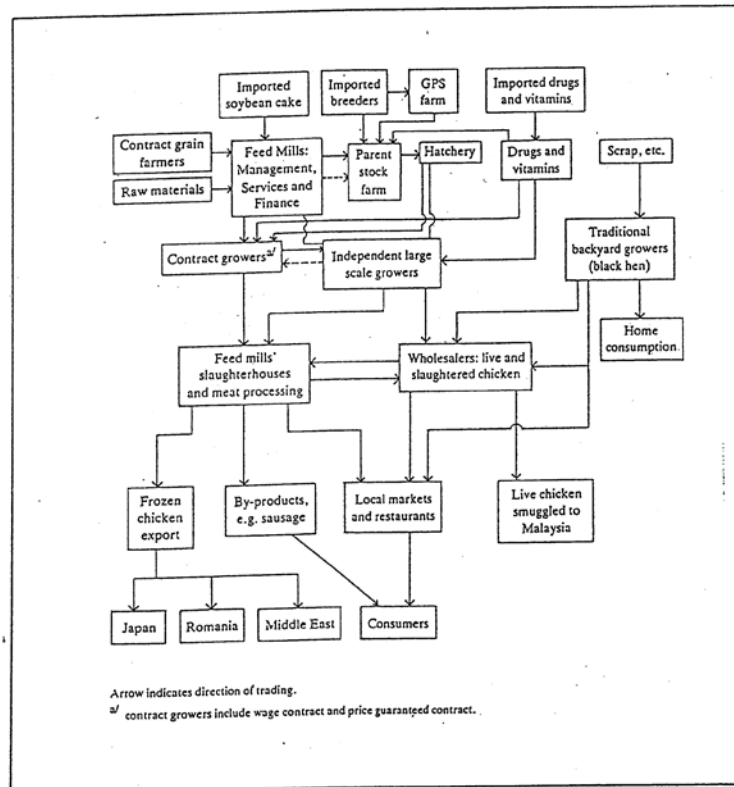 Imported
soybean cake
Imported
breeders
GPS
farm
Imported drugs
and vitamins
Contract grain
farmers
Raw materials
Feed Mills:
Management,
Services and
Finance
Parent
stock
farm
Hatchery
Drugs and
vitamins
Scrap, etc.
Contract growers a/
Independent large
scale growers
Traditional
backyard growers
(black hen)
Home
consumption
Feed mills'
slaughterhouses
and meat processing
Wholesalers: live and
slaughtered chicken
Frozen
chicken
export
By-products,
e.g. sausage
Local markets
and restaurants
Live chicken
smuggled to
Malaysia
Japan
Romania
Middle East
Consumers
Arrow indicates direction of trading.
a/ contract growers include wage contract and price guaranteed contract.